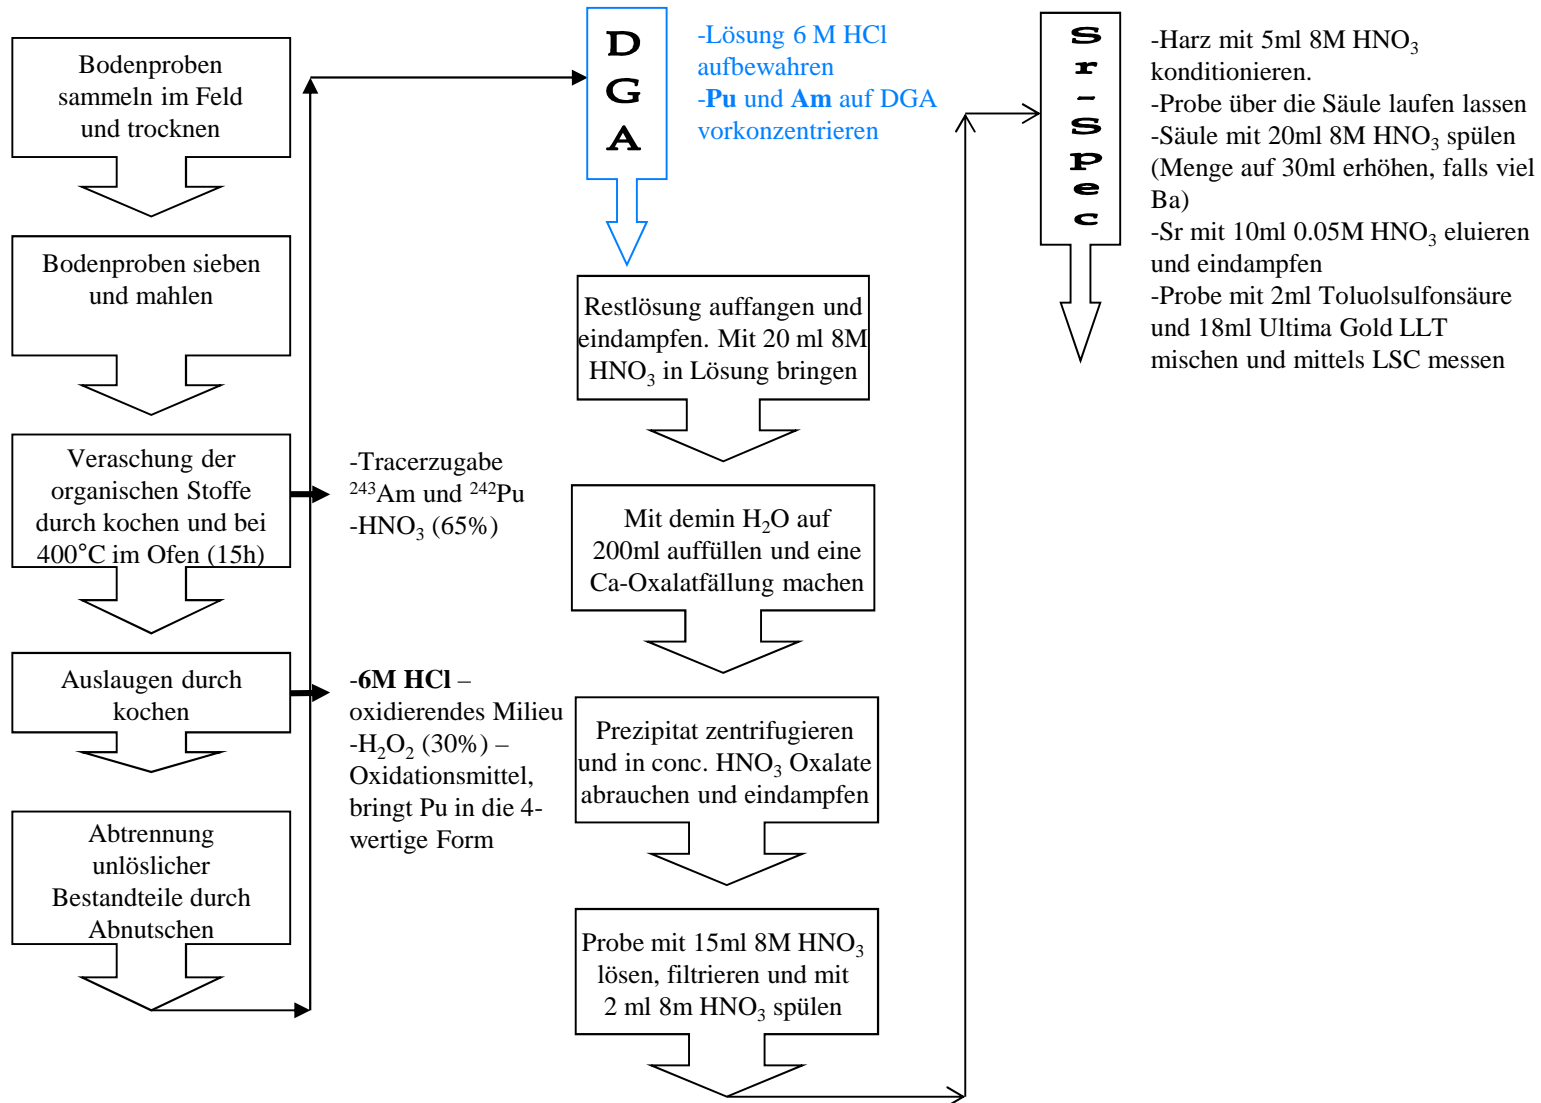 Bodenproben
sammeln im Feld
und trocknen
Bodenproben sieben
und mahlen
Veraschung der
organischen Stoffe
durch kochen und bei
400°C im Ofen (15h)
-Tracerzugabe
²⁴³Am und ²⁴²Pu
-HNO₃ (65%)
Auslaugen durch
kochen
-6M HCl –
oxidierendes Milieu
-H₂O₂ (30%) –
Oxidationsmittel,
bringt Pu in die 4-
wertige Form
Abtrennung
unlöslicher
Bestandteile durch
Abnutschen
D
G
A
-Lösung 6 M HCl
aufbewahren
-Pu und Am auf DGA
vorkonzentrieren
Restlösung auffangen und
eindampfen. Mit 20 ml 8M
HNO₃ in Lösung bringen
Mit demin H₂O auf
200ml auffüllen und eine
Ca-Oxalatfällung machen
Prezipitat zentrifugieren
und in conc. HNO₃ Oxalate
abrauchen und eindampfen
Probe mit 15ml 8M HNO₃
lösen, filtrieren und mit
2 ml 8m HNO₃ spülen
S
r
-
S
p
e
c
-Harz mit 5ml 8M HNO₃
konditionieren.
-Probe über die Säule laufen lassen
-Säule mit 20ml 8M HNO₃ spülen
(Menge auf 30ml erhöhen, falls viel
Ba)
-Sr mit 10ml 0.05M HNO₃ eluieren
und eindampfen
-Probe mit 2ml Toluolsulfonsäure
und 18ml Ultima Gold LLT
mischen und mittels LSC messen